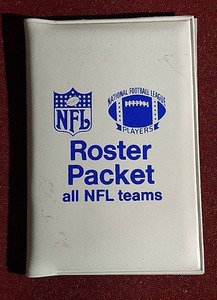 NFL
NATIONAL FOOTBALL LEAGUE
PLAYERS
Roster
Packet
all NFL teams